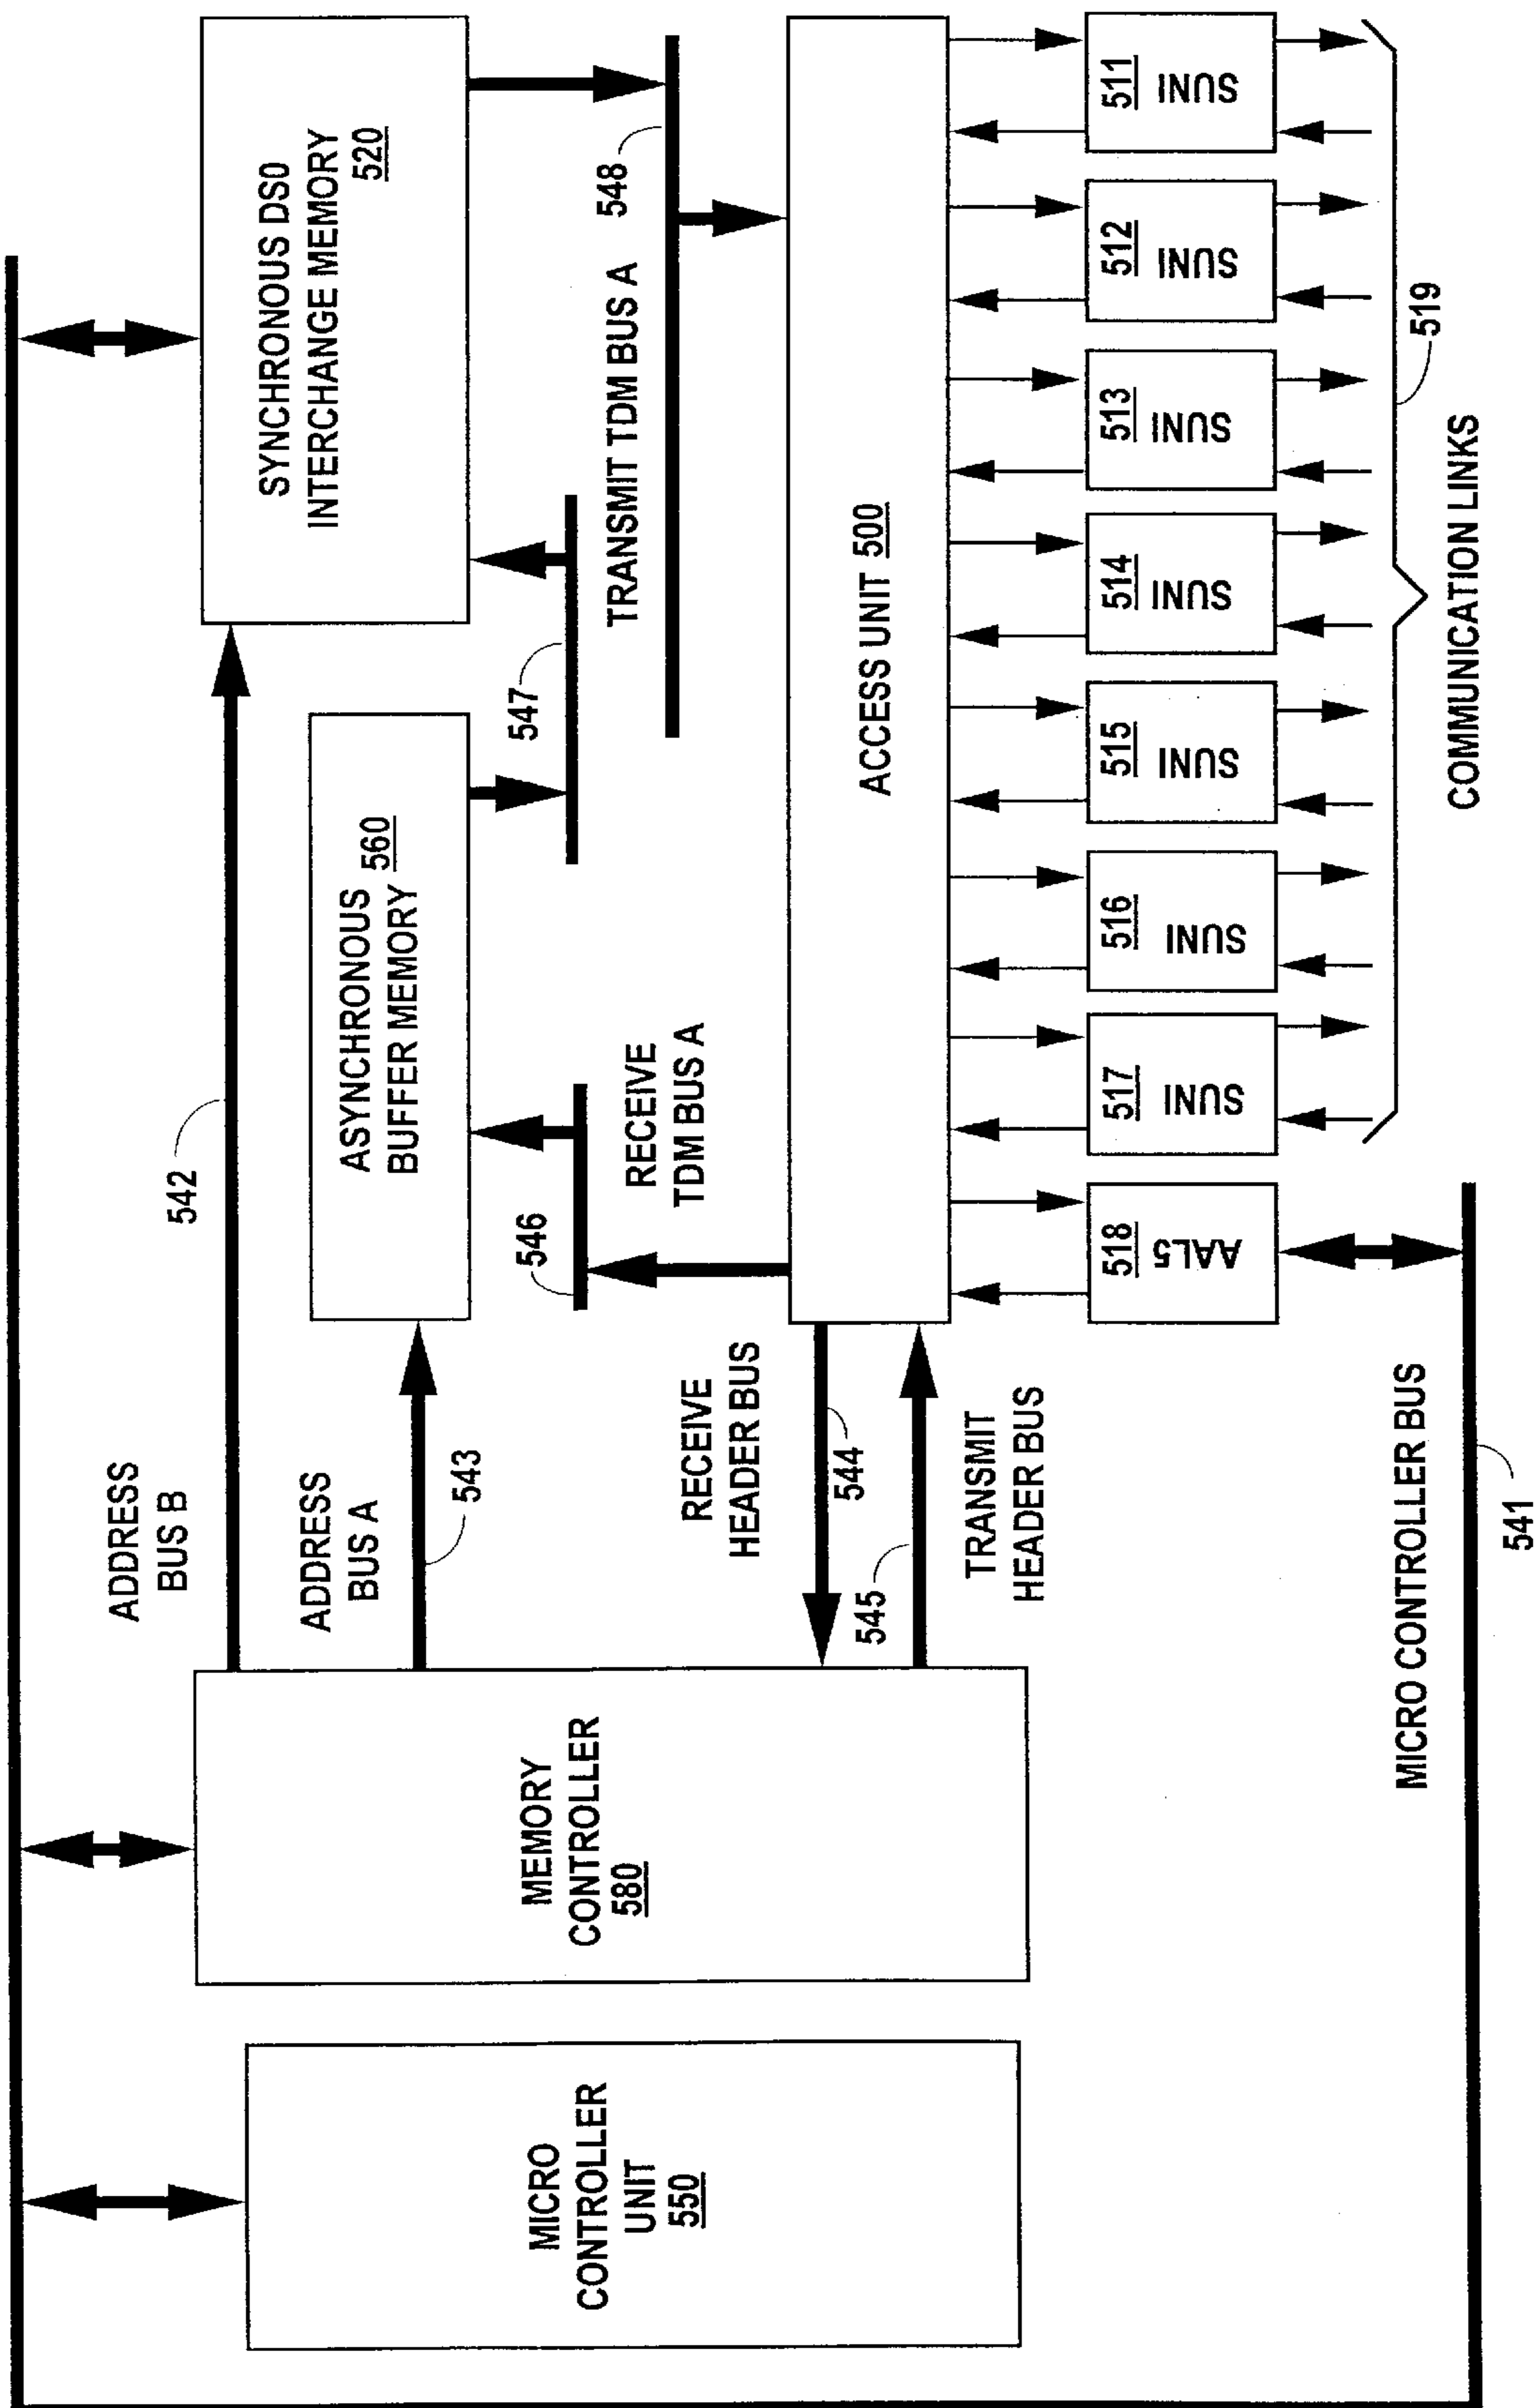 ADDRESS
BUS B
542
SYNCHRONOUS DS0
INTERCHANGE MEMORY
520
ADDRESS
BUS A
543
ASYNCHRONOUS
BUFFER MEMORY 560
547
546
RECEIVE
TDM BUS A
TRANSMIT TDM BUS A
548
MICRO
CONTROLLER
UNIT
550
MEMORY
CONTROLLER
580
RECEIVE
HEADER BUS
544
545
TRANSMIT
HEADER BUS
ACCESS UNIT 500
518
AAL5
517
SUNI
516
SUNI
515
SUNI
514
SUNI
513
SUNI
512
SUNI
511
SUNI
519
COMMUNICATION LINKS
MICRO CONTROLLER BUS
541